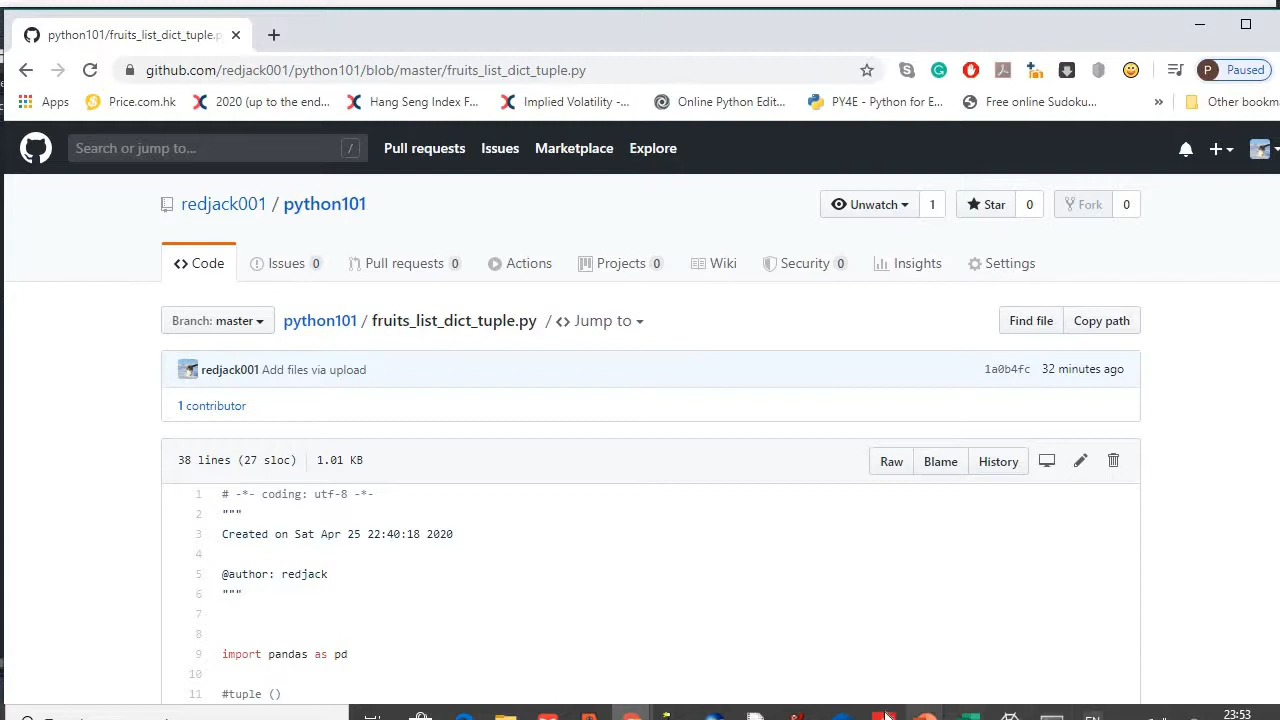 python101/fruits_list_dict_tuple.p
github.com/redjack001/python101/blob/master/fruits_list_dict_tuple.py
P Paused
Apps Price.com.hk 2020 (up to the end... Hang Seng Index F... Implied Volatility -... Online Python Edit... PY4E - Python for E... Free online Sudoku... » Other bookm
Search or jump to... / Pull requests Issues Marketplace Explore
redjack001 / python101
Unwatch 1 Star 0 Fork 0
Code Issues 0 Pull requests 0 Actions Projects 0 Wiki Security 0 Insights Settings
Branch: master python101 / fruits_list_dict_tuple.py / <> Jump to Find file Copy path
redjack001 Add files via upload 1a0b4fc 32 minutes ago
1 contributor
38 lines (27 sloc) 1.01 KB Raw Blame History
1 # -*- coding: utf-8 -*-
2 """
3 Created on Sat Apr 25 22:40:18 2020
4
5 @author: redjack
6 """
7
8
9 import pandas as pd
10
11 #tuple ()
23:53